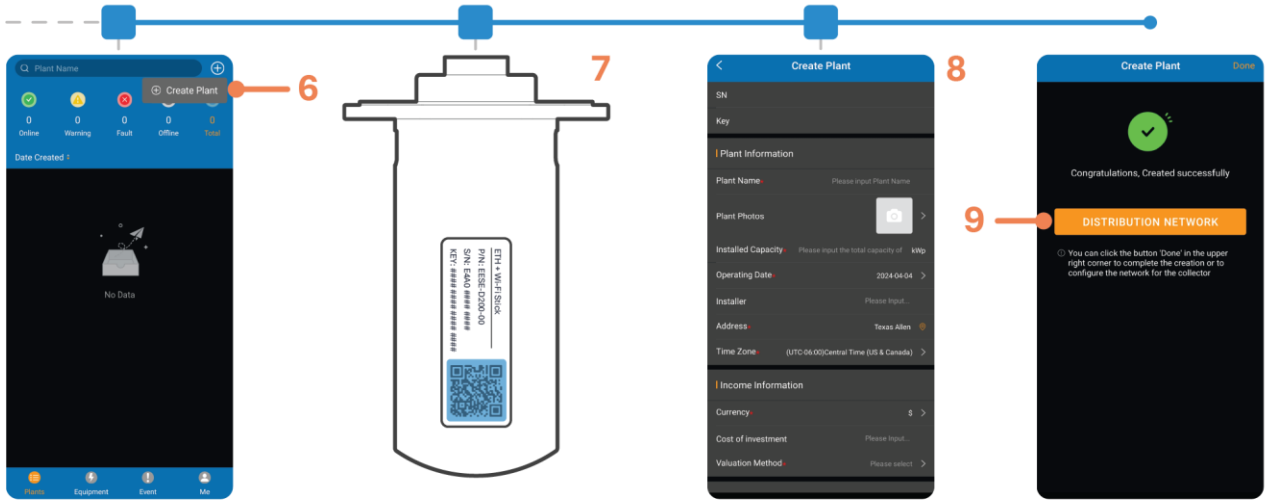 Plant Name
Create Plant
6
0
0
0
0
0
Online
Warning
Fault
Offline
Total
Date Created
No Data
Plants
Equipment
Event
Me
7
ETH + Wi-Fi Stick
P/N: EESE-D200-00
S/N: E4A0 #### ####
KEY: #### #### #### ####
8
Create Plant
SN
Key
Plant Information
Plant Name* Please input Plant Name
Plant Photos
Installed Capacity* Please input the total capacity of kWp
Operating Date* 2024-04-04
Installer Please Input...
Address* Texas Allen
Time Zone* (UTC-06:00)Central Time (US & Canada)
Income Information
Currency* $
Cost of investment Please Input...
Valuation Method* Please select
Create Plant Done
Congratulations, Created successfully
9
DISTRIBUTION NETWORK
You can click the button 'Done' in the upper
right corner to complete the creation or to
configure the network for the collector